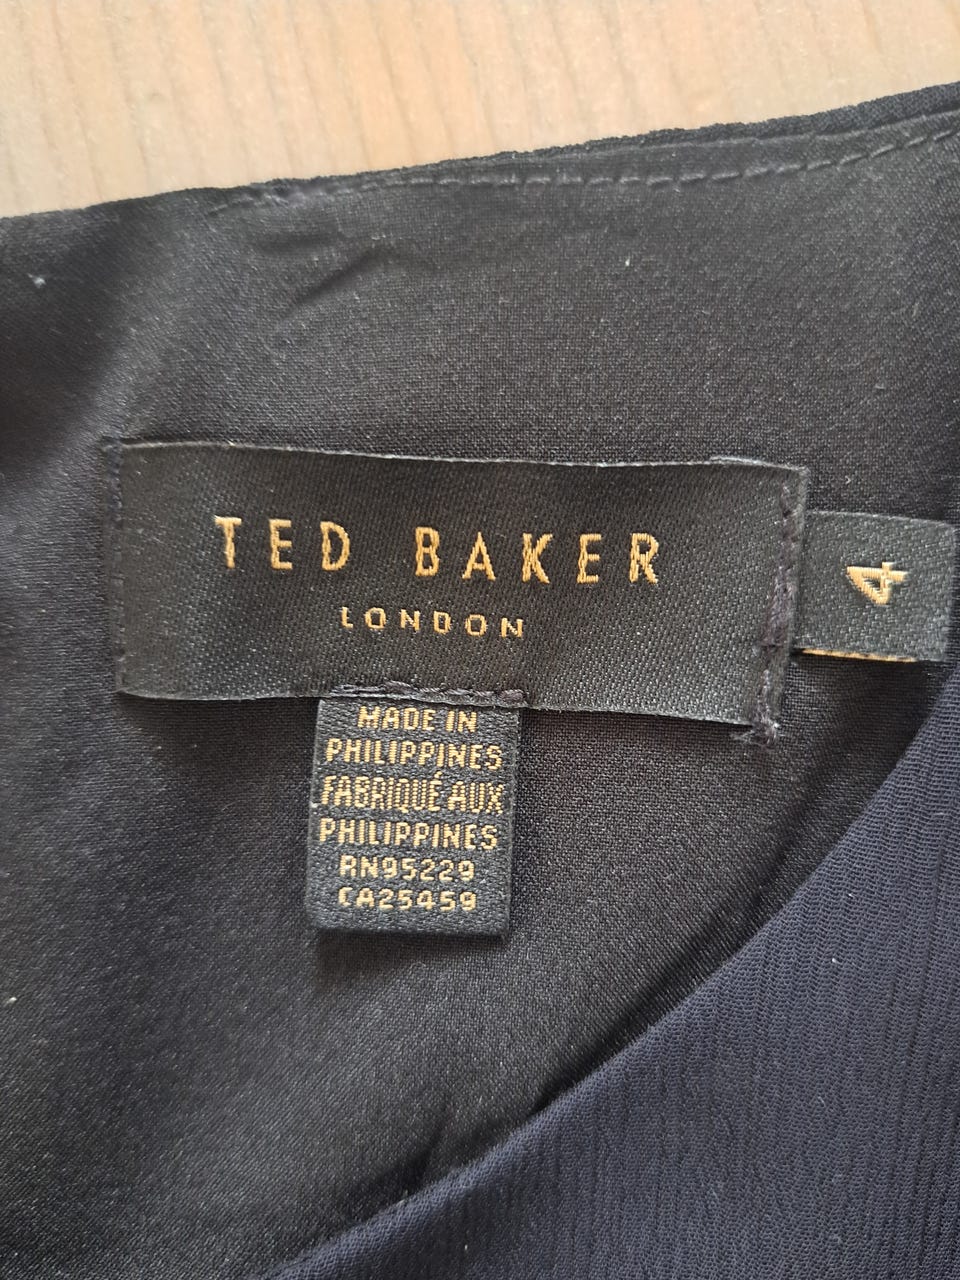 TED BAKER
LONDON
4
MADE IN
PHILIPPINES
FABRIQUÉ AUX
PHILIPPINES
RN95229
CA25459